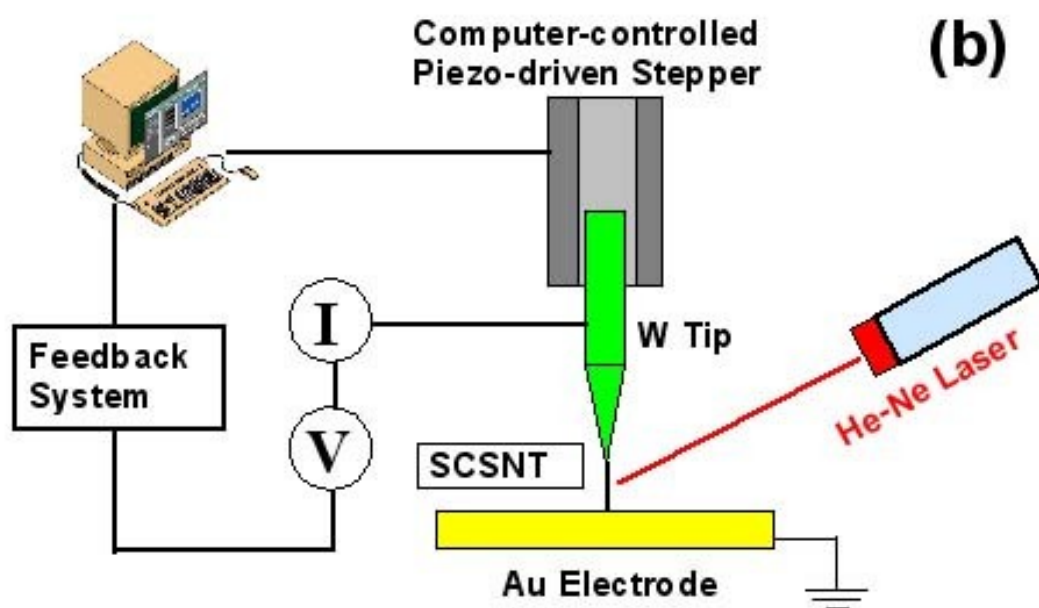 Computer-controlled
Piezo-driven Stepper
(b)
I
W Tip
Feedback
System
He-Ne Laser
V
SCSNT
Au Electrode